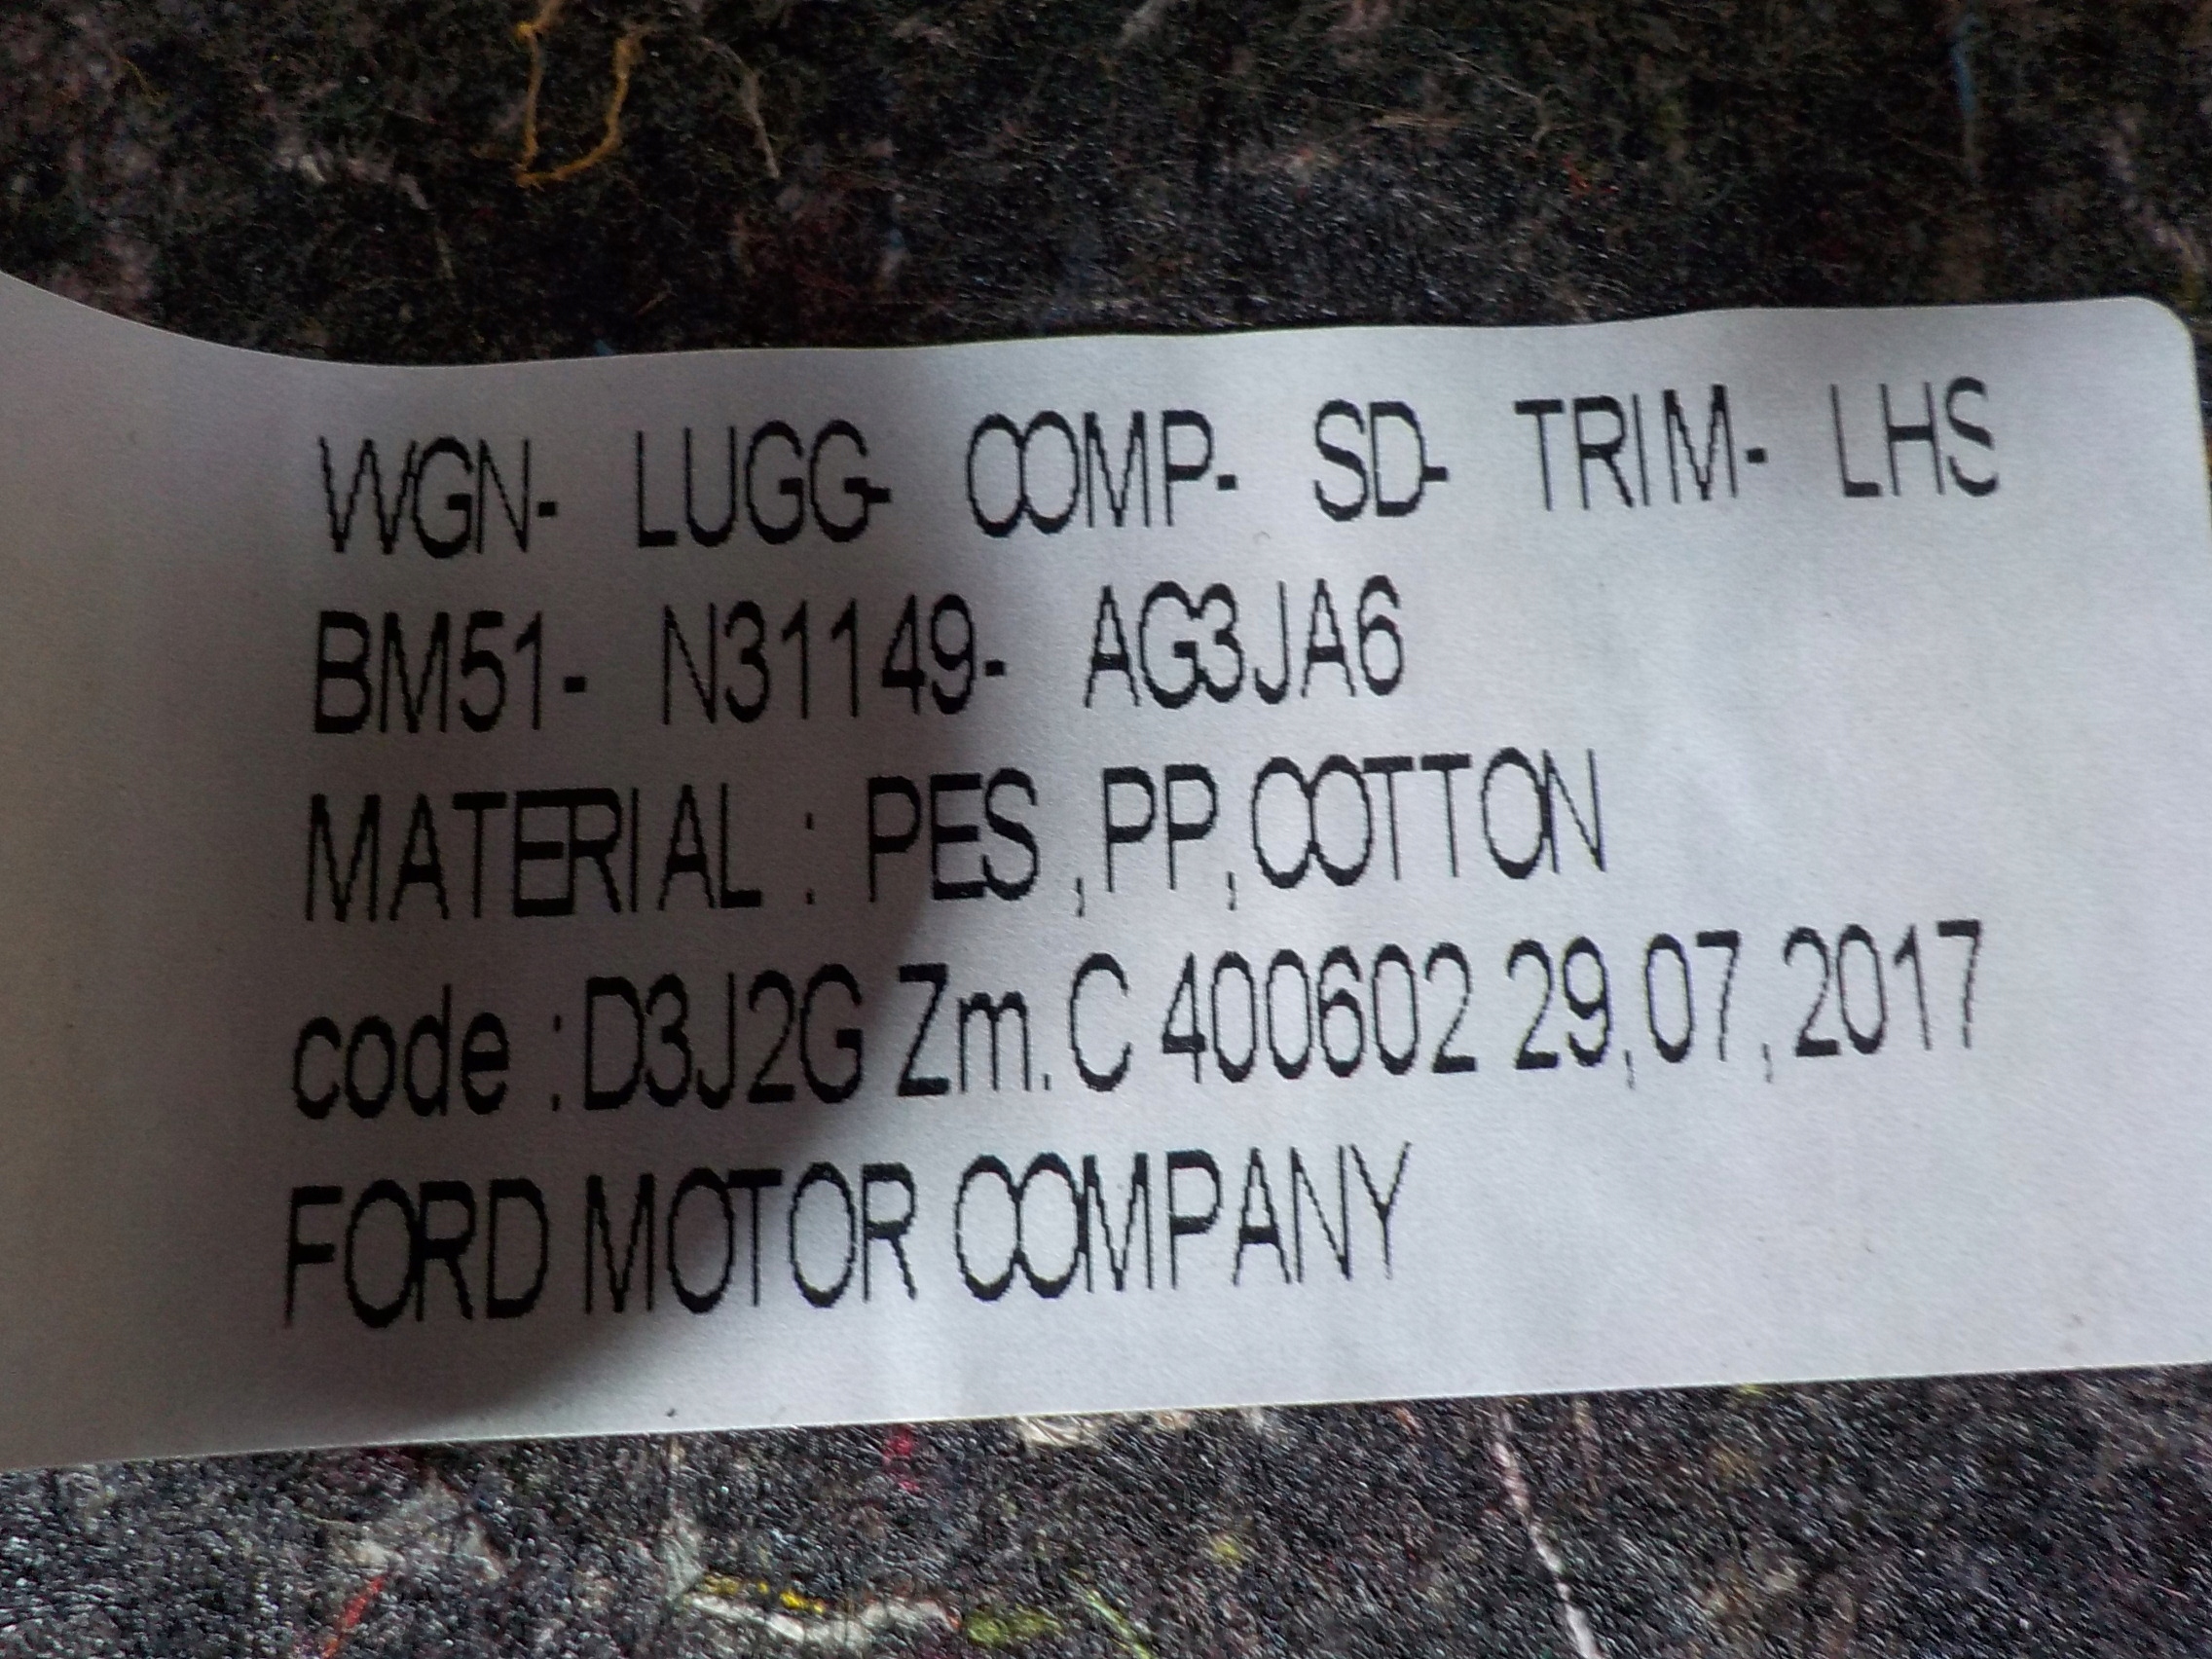 WGN- LUGG- COMP- SD- TRIM- LHS
BM51- N31149- AG3JA6
MATERIAL : PES ,PP,COTTON
code :D3J2G Zm.C 400602 29,07,2017
FORD MOTOR COMPANY